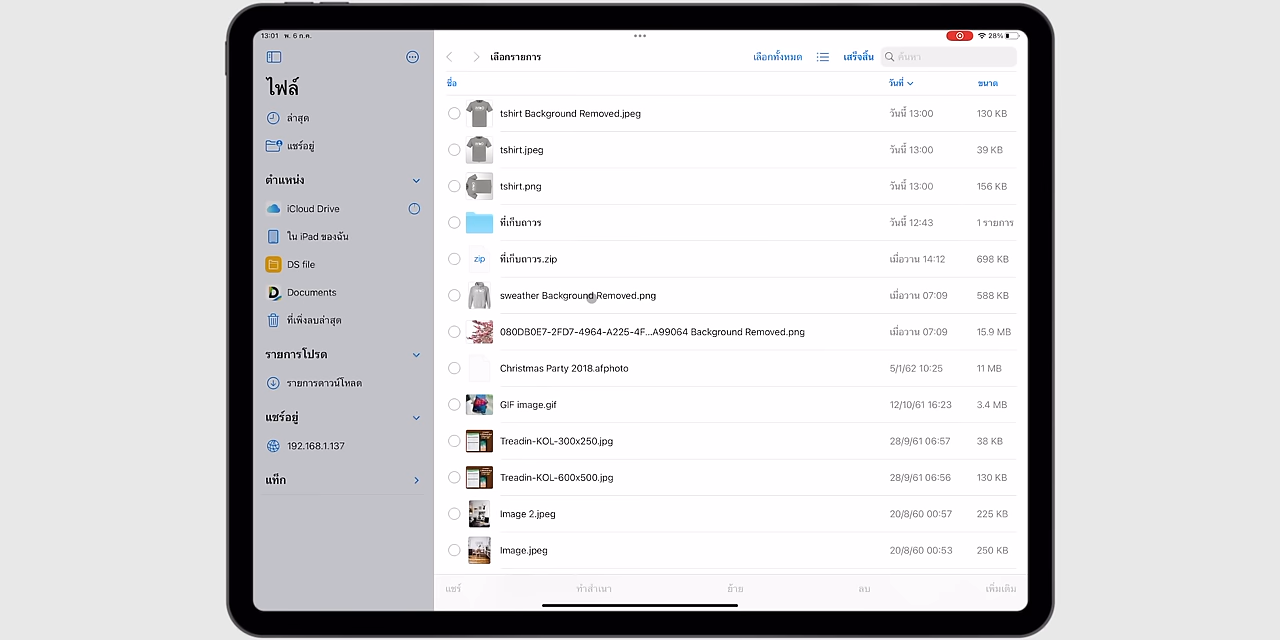 13:01 พ. 6 ก.ค.
28%
ไฟล์
ล่าสุด
แชร์อยู่
ตำแหน่ง
iCloud Drive
ใน iPad ของฉัน
DS file
Documents
ที่เพิ่งลบล่าสุด
รายการโปรด
รายการดาวน์โหลด
แชร์อยู่
192.168.1.137
แท็ก
เลือกรายการ
เลือกทั้งหมด เสร็จสิ้น ค้นหา
ชื่อ วันที่ ขนาด
tshirt Background Removed.jpeg วันนี้ 13:00 130 KB
tshirt.jpeg วันนี้ 13:00 39 KB
tshirt.png วันนี้ 13:00 156 KB
ที่เก็บถาวร วันนี้ 12:43 1 รายการ
zip ที่เก็บถาวร.zip เมื่อวาน 14:12 698 KB
sweather Background Removed.png เมื่อวาน 07:09 588 KB
080DB0E7-2FD7-4964-A225-4F...A99064 Background Removed.png เมื่อวาน 07:09 15.9 MB
Christmas Party 2018.afphoto 5/1/62 10:25 11 MB
GIF image.gif 12/10/61 16:23 3.4 MB
Treadin-KOL-300x250.jpg 28/9/61 06:57 38 KB
Treadin-KOL-600x500.jpg 28/9/61 06:56 130 KB
Image 2.jpeg 20/8/60 00:57 225 KB
Image.jpeg 20/8/60 00:53 250 KB
แชร์ ทำสำเนา ย้าย ลบ เพิ่มเติม